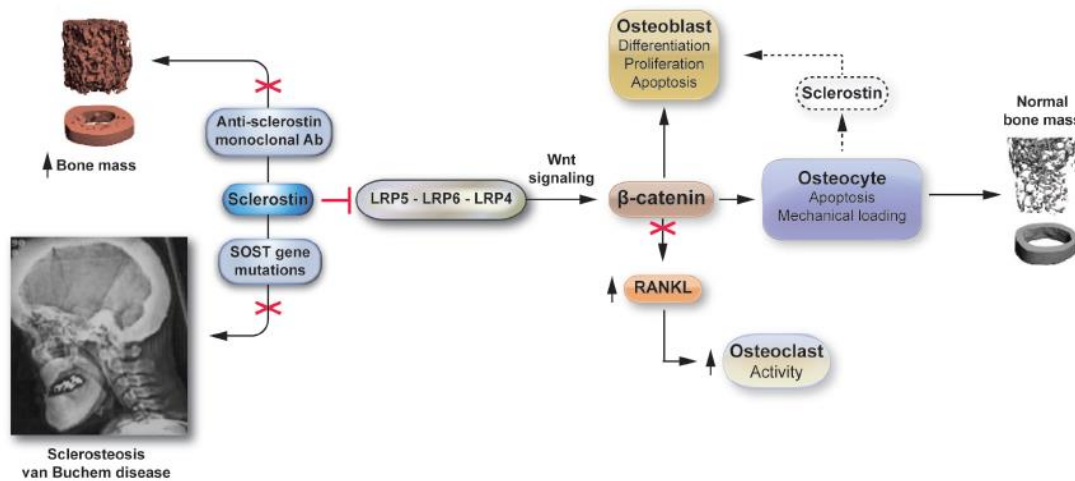 Bone mass
Anti-sclerostin
monoclonal Ab
Sclerostin
SOST gene
mutations
Sclerosteosis
van Buchem disease
LRP5 - LRP6 - LRP4
Wnt
signaling
β-catenin
Osteoblast
Differentiation
Proliferation
Apoptosis
Sclerostin
Osteocyte
Apoptosis
Mechanical loading
Normal
bone mass
RANKL
Osteoclast
Activity